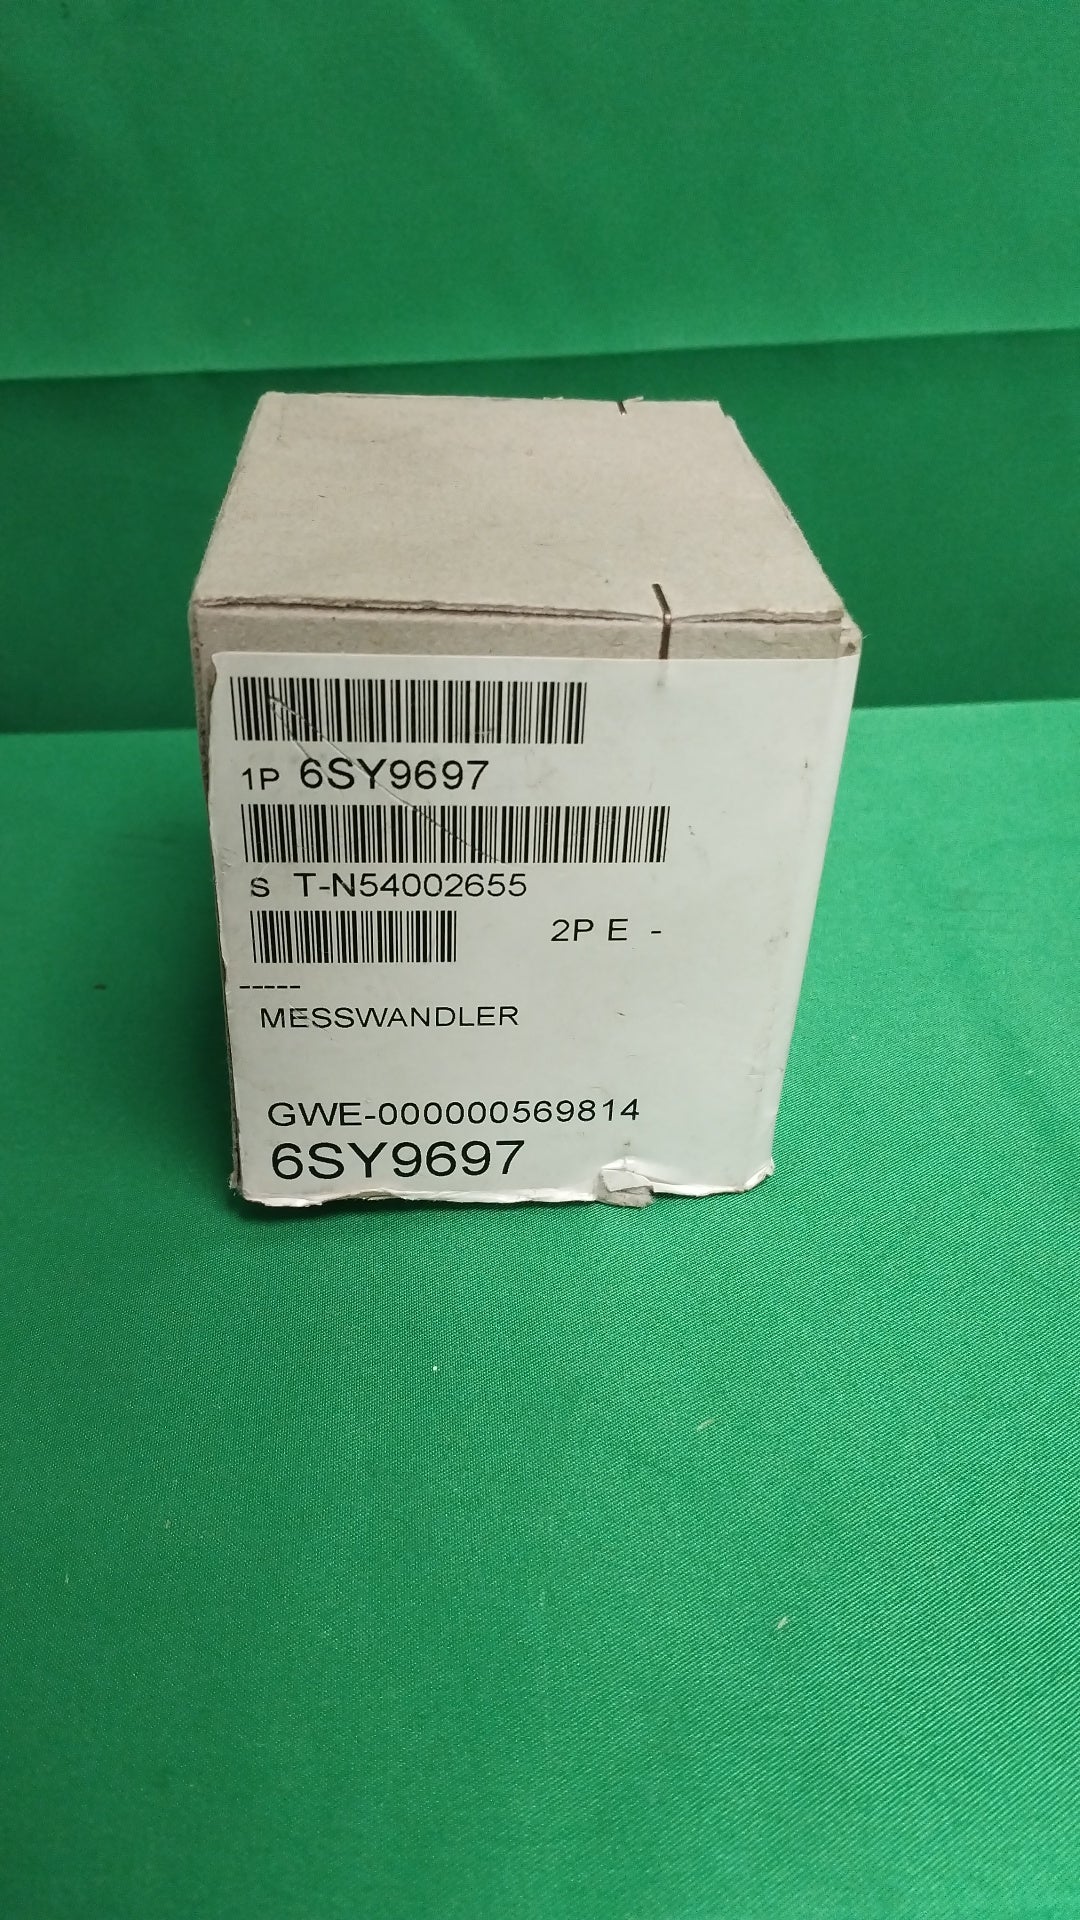 1P 6SY9697
S T-N54002655
2P E -
-----
MESSWANDLER
GWE-000000569814
6SY9697